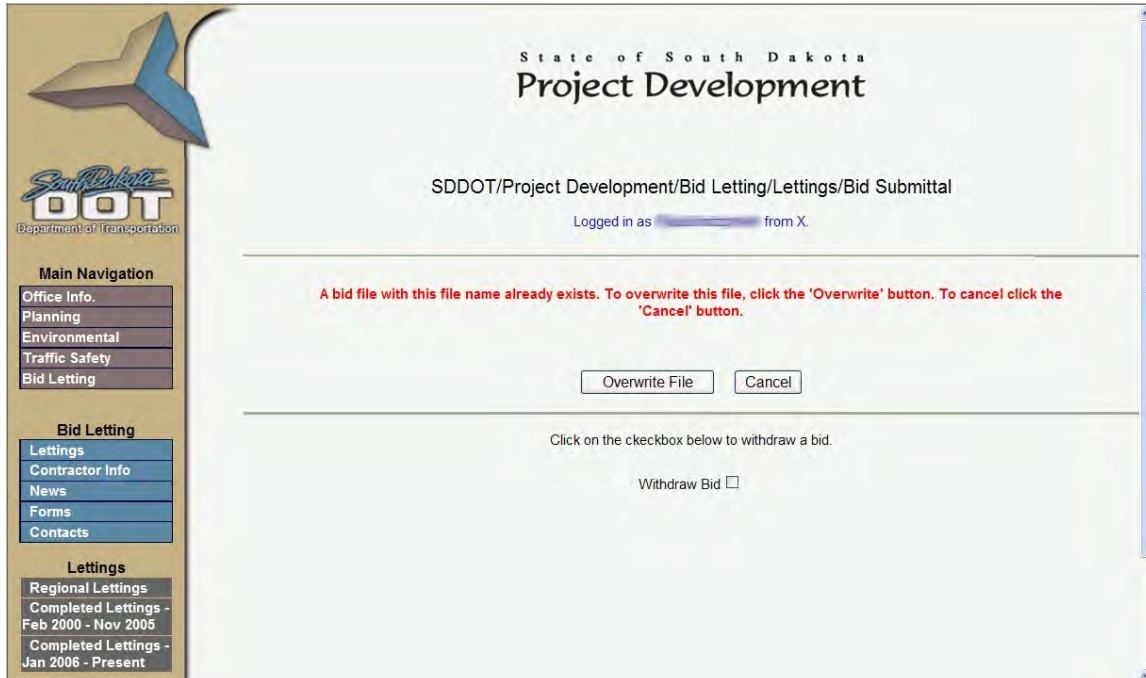 State of South Dakota
Project Development
SDDOT/Project Development/Bid Letting/Lettings/Bid Submittal
Logged in as from X.
A bid file with this file name already exists. To overwrite this file, click the 'Overwrite' button. To cancel click the
'Cancel' button.
Overwrite File Cancel
Click on the ckeckbox below to withdraw a bid.
Withdraw Bid
South Dakota
DOT
Department of Transportation
Main Navigation
Office Info.
Planning
Environmental
Traffic Safety
Bid Letting
Bid Letting
Lettings
Contractor Info
News
Forms
Contacts
Lettings
Regional Lettings
Completed Lettings -
Feb 2000 - Nov 2005
Completed Lettings -
Jan 2006 - Present